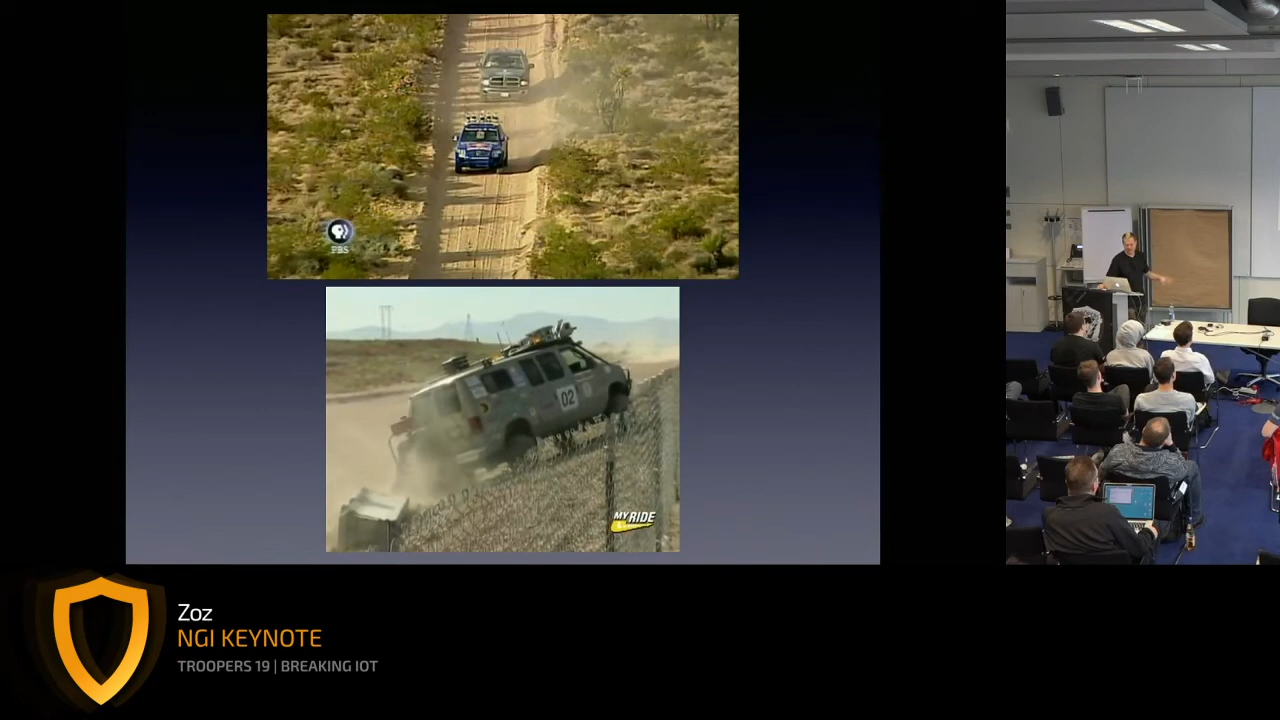 PBS
02
MY RIDE
Zoz
NGI KEYNOTE
TROOPERS 19 | BREAKING IOT